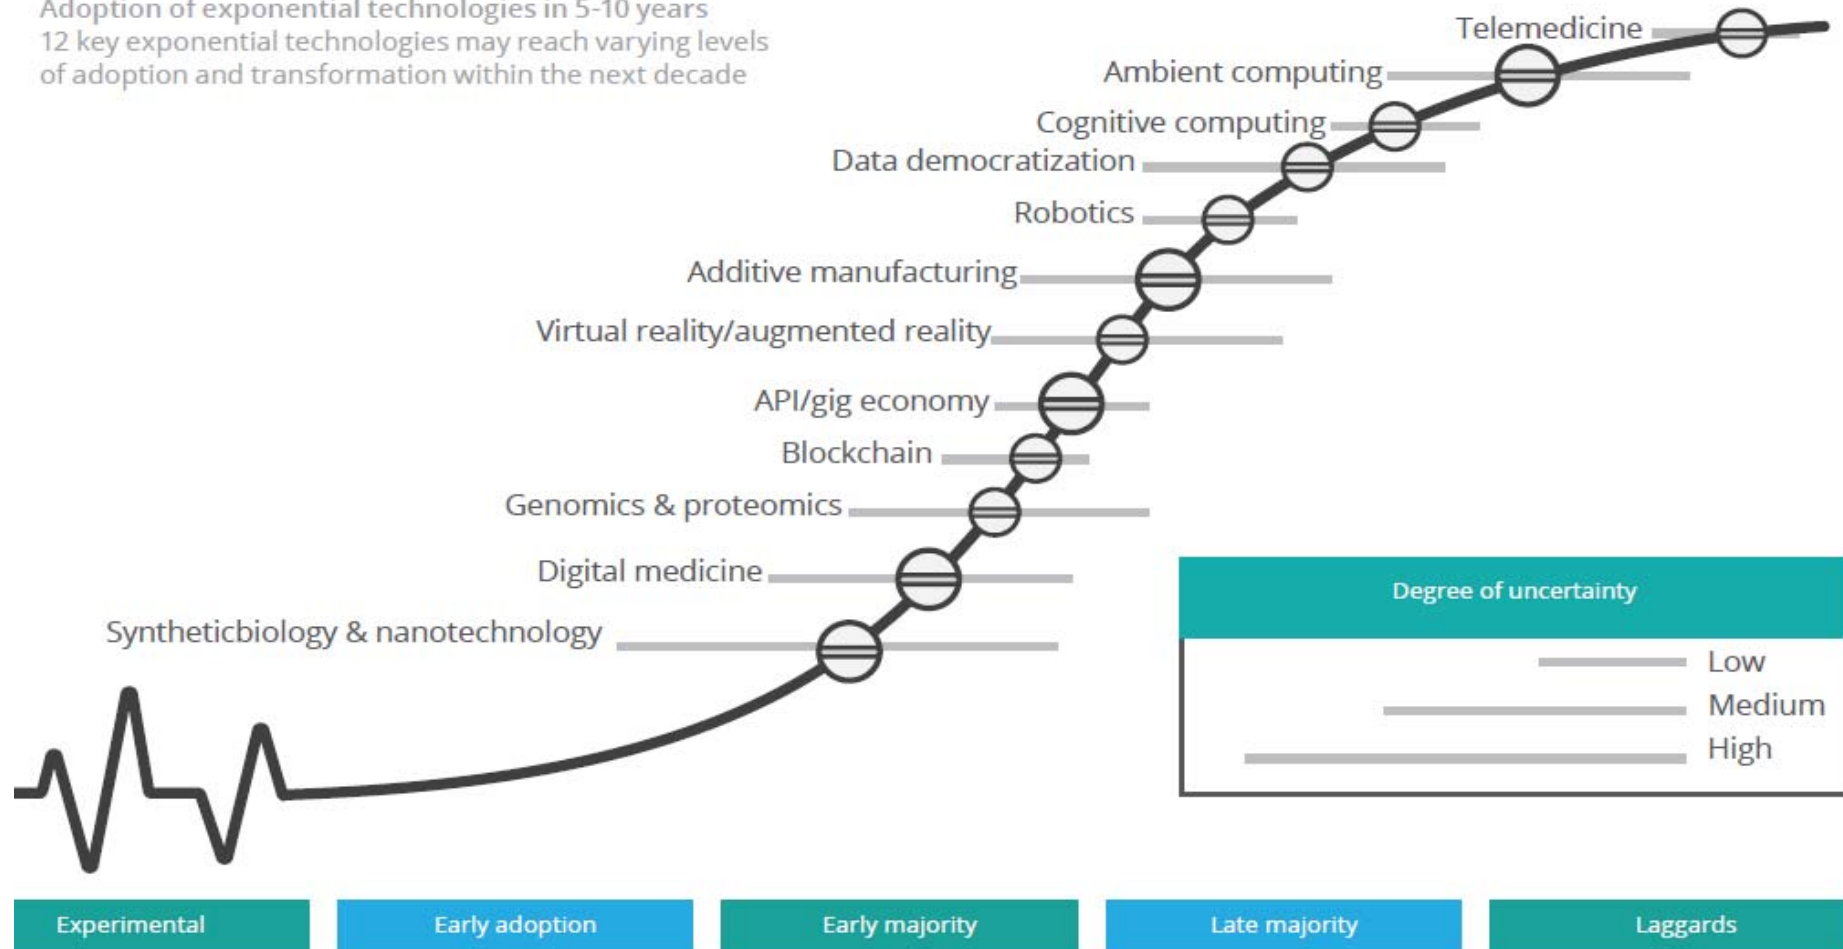 Adoption of exponential technologies in 5-10 years
12 key exponential technologies may reach varying levels
of adoption and transformation within the next decade
Telemedicine
Ambient computing
Cognitive computing
Data democratization
Robotics
Additive manufacturing
Virtual reality/augmented reality
API/gig economy
Blockchain
Genomics & proteomics
Digital medicine
Syntheticbiology & nanotechnology
Degree of uncertainty
Low
Medium
High
Experimental
Early adoption
Early majority
Late majority
Laggards